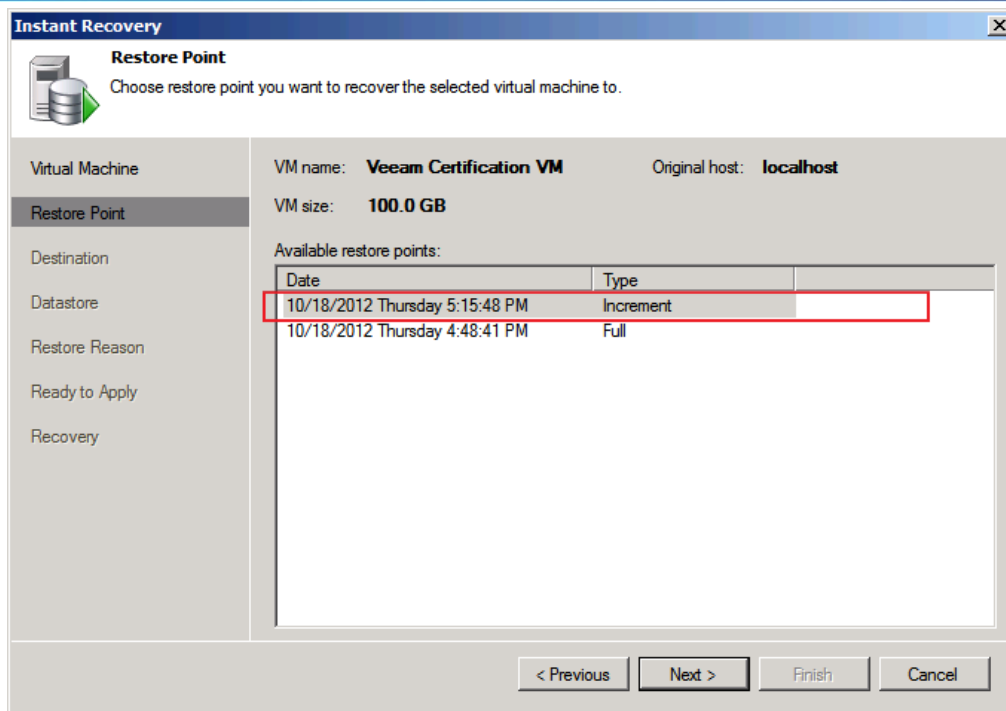 Instant Recovery
Restore Point
Choose restore point you want to recover the selected virtual machine to.
Virtual Machine
Restore Point
Destination
Datastore
Restore Reason
Ready to Apply
Recovery
VM name: Veeam Certification VM Original host: localhost
VM size: 100.0 GB
Available restore points:
Date Type
10/18/2012 Thursday 5:15:48 PM Increment
10/18/2012 Thursday 4:48:41 PM Full
< Previous Next > Finish Cancel